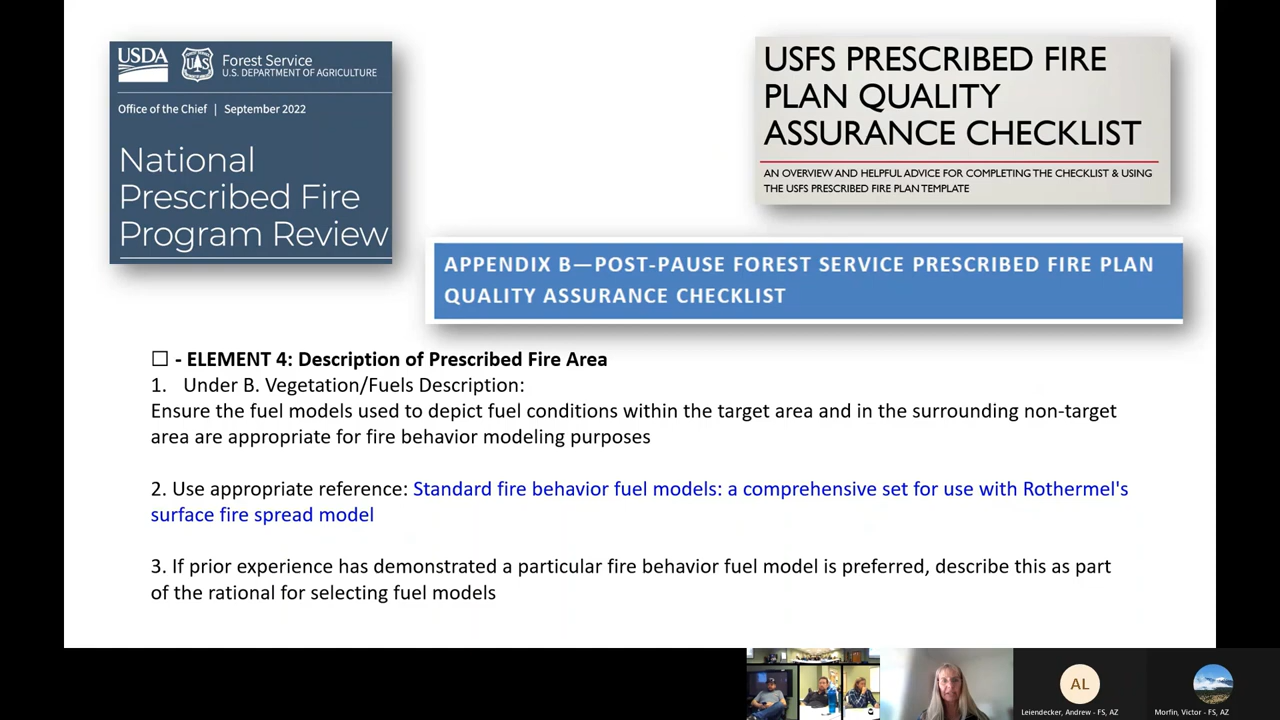 USDA
Forest Service
U.S. DEPARTMENT OF AGRICULTURE
Office of the Chief | September 2022
National
Prescribed Fire
Program Review
USFS PRESCRIBED FIRE
PLAN QUALITY
ASSURANCE CHECKLIST
AN OVERVIEW AND HELPFUL ADVICE FOR COMPLETING THE CHECKLIST & USING
THE USFS PRESCRIBED FIRE PLAN TEMPLATE
APPENDIX B—POST-PAUSE FOREST SERVICE PRESCRIBED FIRE PLAN
QUALITY ASSURANCE CHECKLIST
☐ - ELEMENT 4: Description of Prescribed Fire Area
1. Under B. Vegetation/Fuels Description:
Ensure the fuel models used to depict fuel conditions within the target area and in the surrounding non-target
area are appropriate for fire behavior modeling purposes
2. Use appropriate reference: Standard fire behavior fuel models: a comprehensive set for use with Rothermel's
surface fire spread model
3. If prior experience has demonstrated a particular fire behavior fuel model is preferred, describe this as part
of the rational for selecting fuel models
AL
Leiendecker, Andrew - FS, AZ
Morfin, Victor - FS, AZ